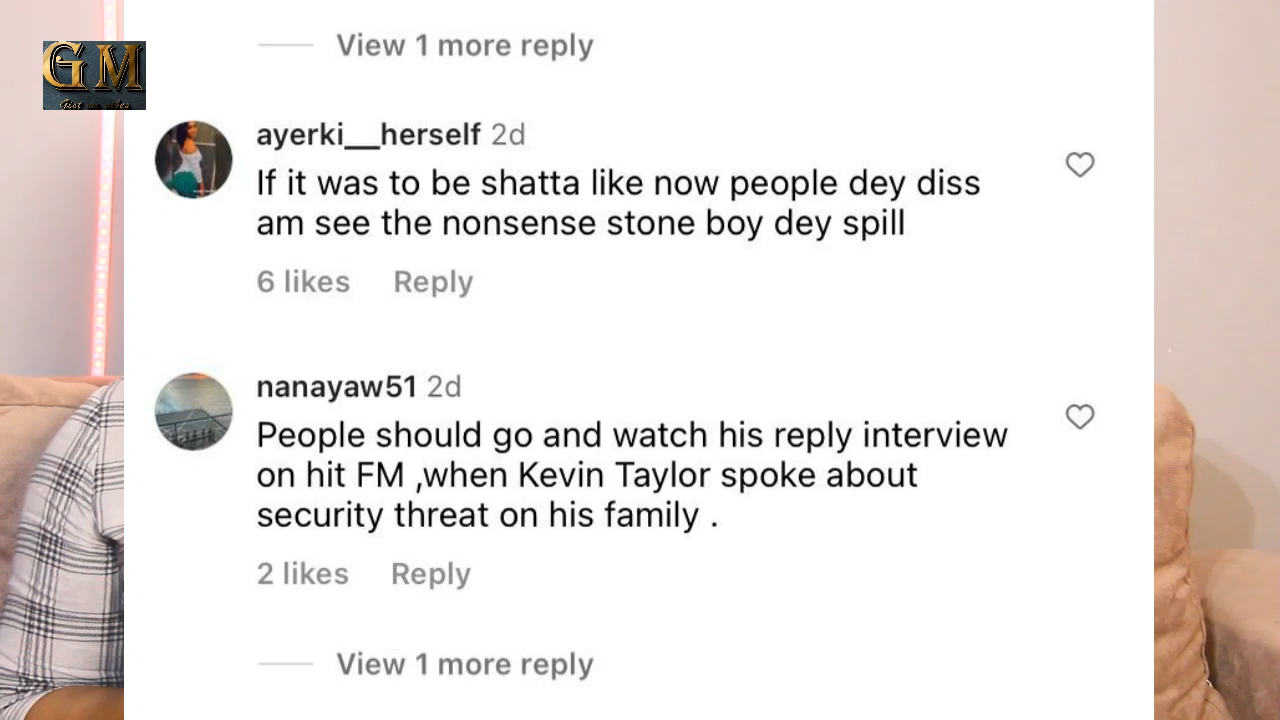 View 1 more reply
GM
ayerki__herself 2d
If it was to be shatta like now people dey diss
am see the nonsense stone boy dey spill
6 likes Reply
nanayaw51 2d
People should go and watch his reply interview
on hit FM ,when Kevin Taylor spoke about
security threat on his family .
2 likes Reply
View 1 more reply